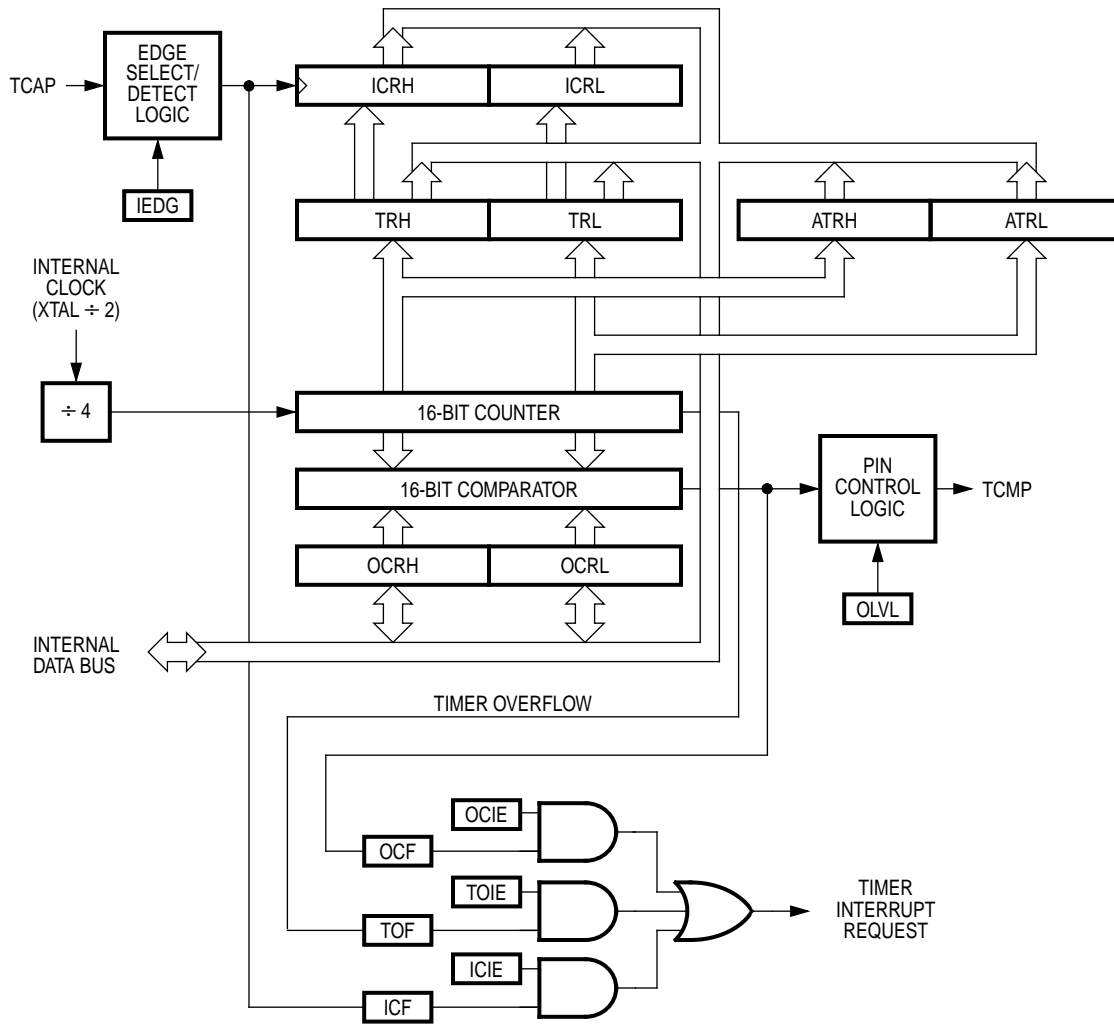 EDGE
SELECT/
DETECT
LOGIC
TCAP
ICRH
ICRL
IEDG
TRH
TRL
ATRH
ATRL
INTERNAL
CLOCK
(XTAL ÷ 2)
÷ 4
16-BIT COUNTER
16-BIT COMPARATOR
PIN
CONTROL
LOGIC
TCMP
OCRH
OCRL
OLVL
INTERNAL
DATA BUS
TIMER OVERFLOW
OCIE
OCF
TOIE
TOF
TIMER
INTERRUPT
REQUEST
ICIE
ICF